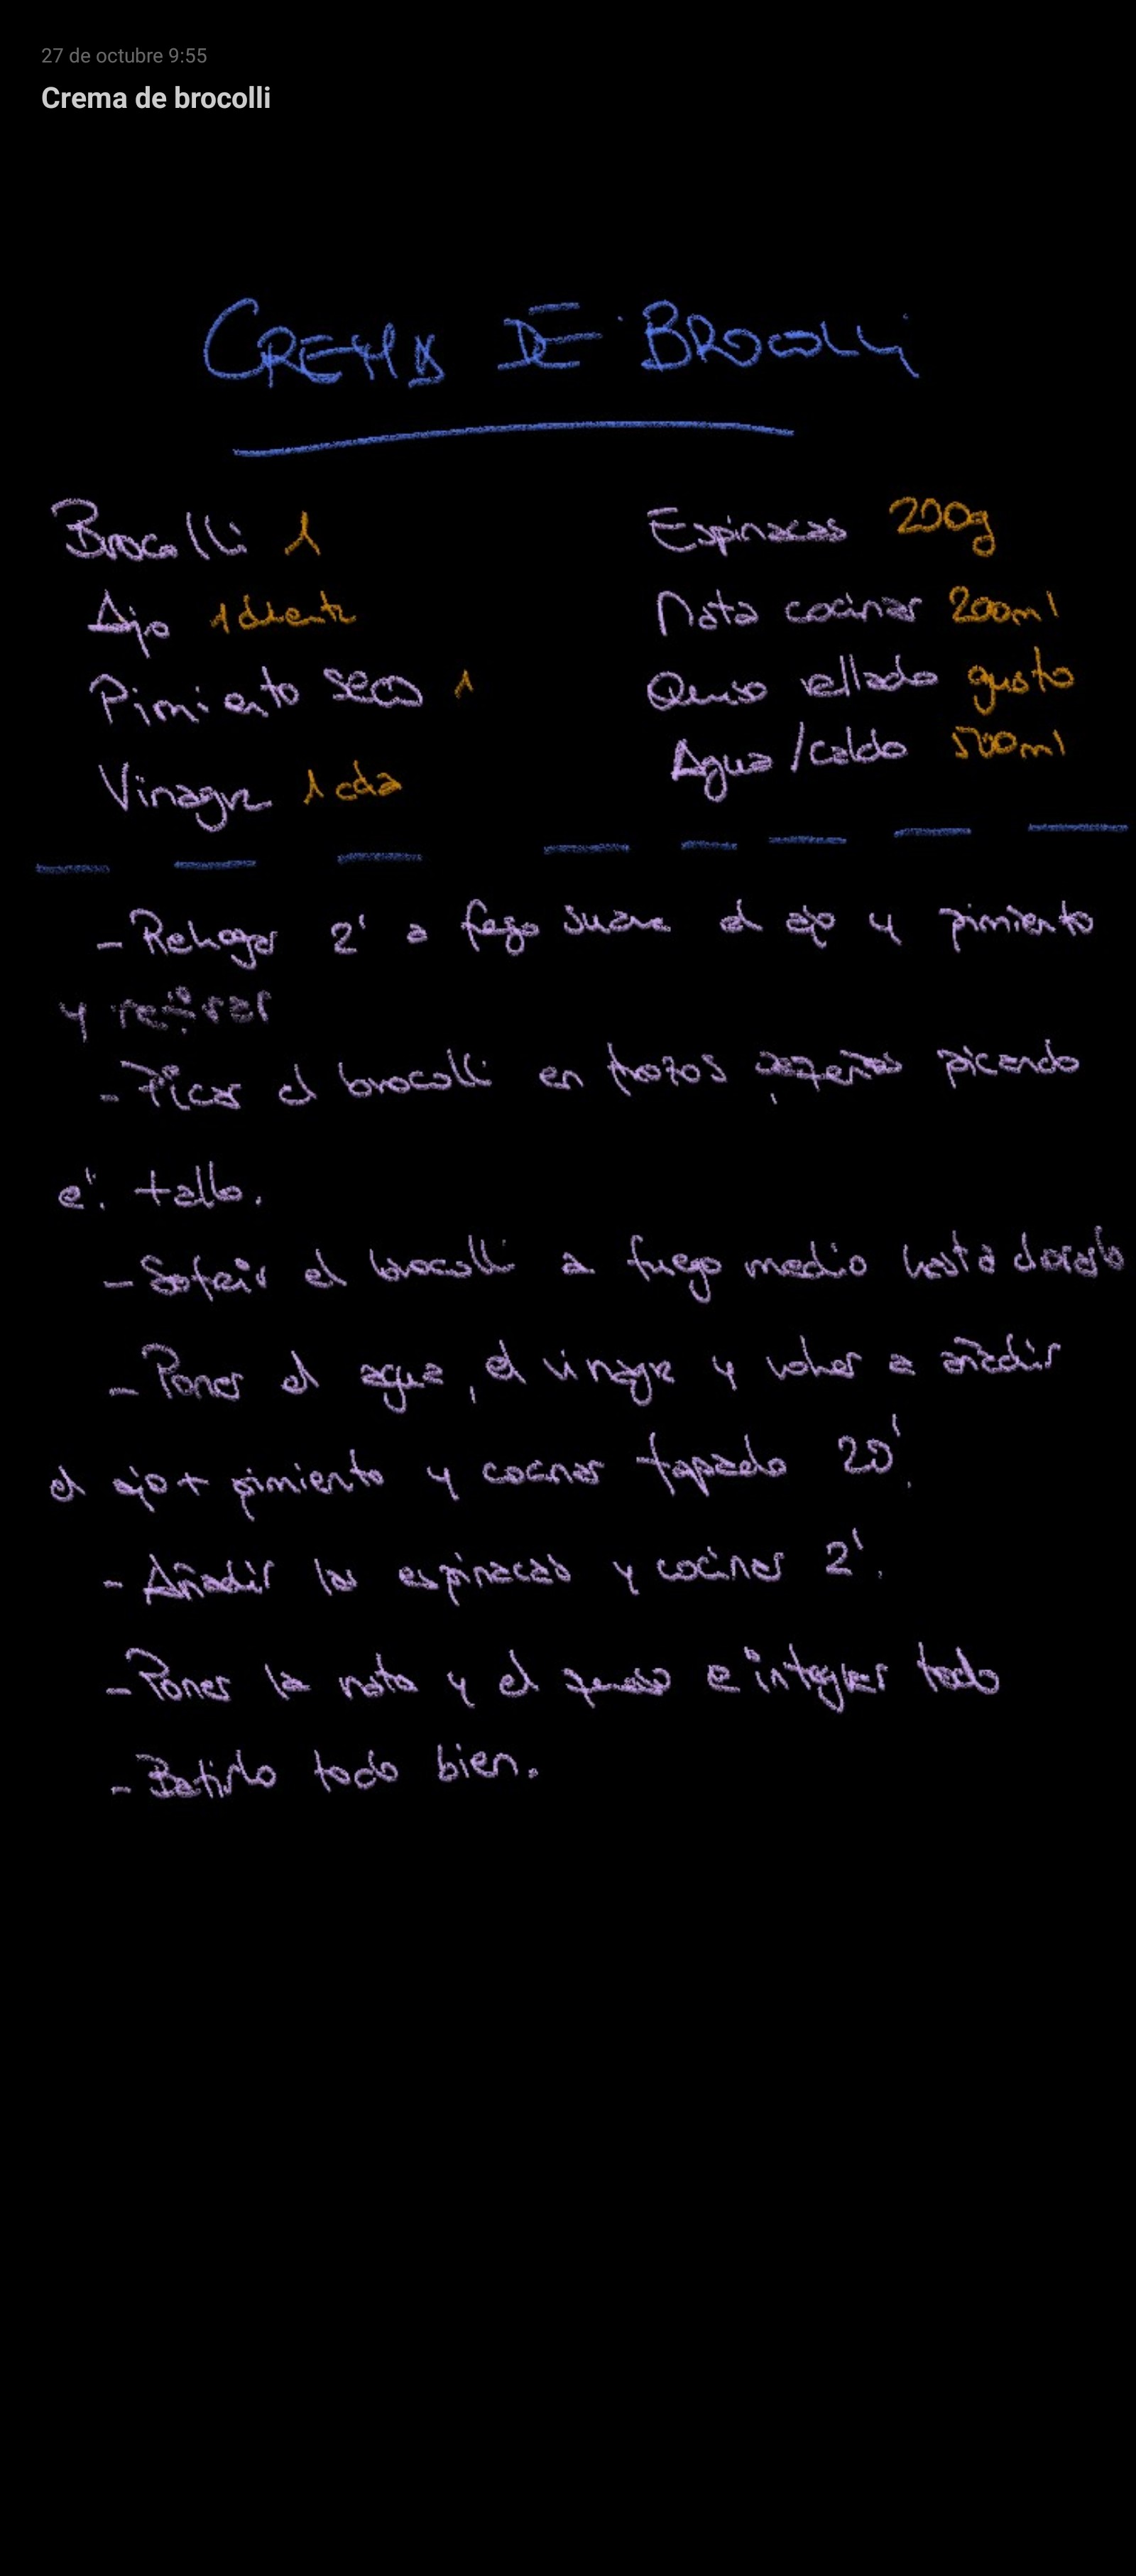 27 de octubre 9:55
Crema de brocolli
CREMA DE BROCOLLI
Brocolli 1
Espinacas 200g
Ajo 1 diente
Nata cocinar 200ml
Pimiento seco 1
Queso rallado gusto
Vinagre 1 cda
Agua / caldo 500ml
- Rehogar 2' a fego suave el ajo y pimiento
y retirar
- Picar el brocolli en trozos pequeños picando
el tallo.
- Sofreir el brocolli a fuego medio hasta dorarlo
- Poner el agua, el vinagre y volver a añadir
el ajo + pimiento y cocinar tapado 20'.
- Añadir las espinacas y cocinar 2'.
- Poner la nata y el queso e integrar todo
- Batirlo todo bien.